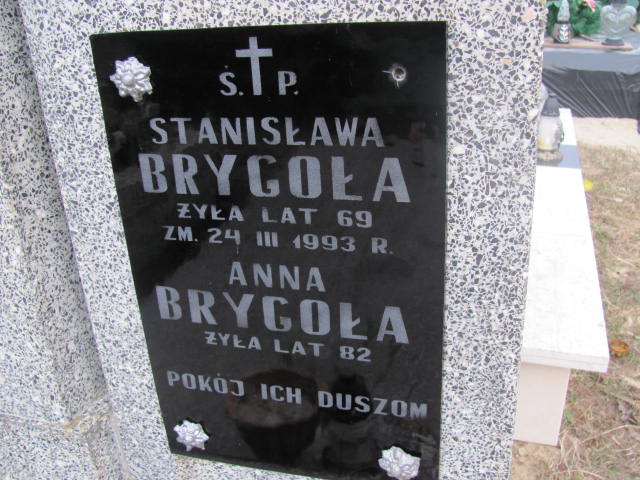 Ś. P.
STANISŁAWA
BRYGOŁA
ŻYŁA LAT 69
ZM. 24 III 1993 R.
ANNA
BRYGOŁA
ŻYŁA LAT 82
POKÓJ ICH DUSZOM